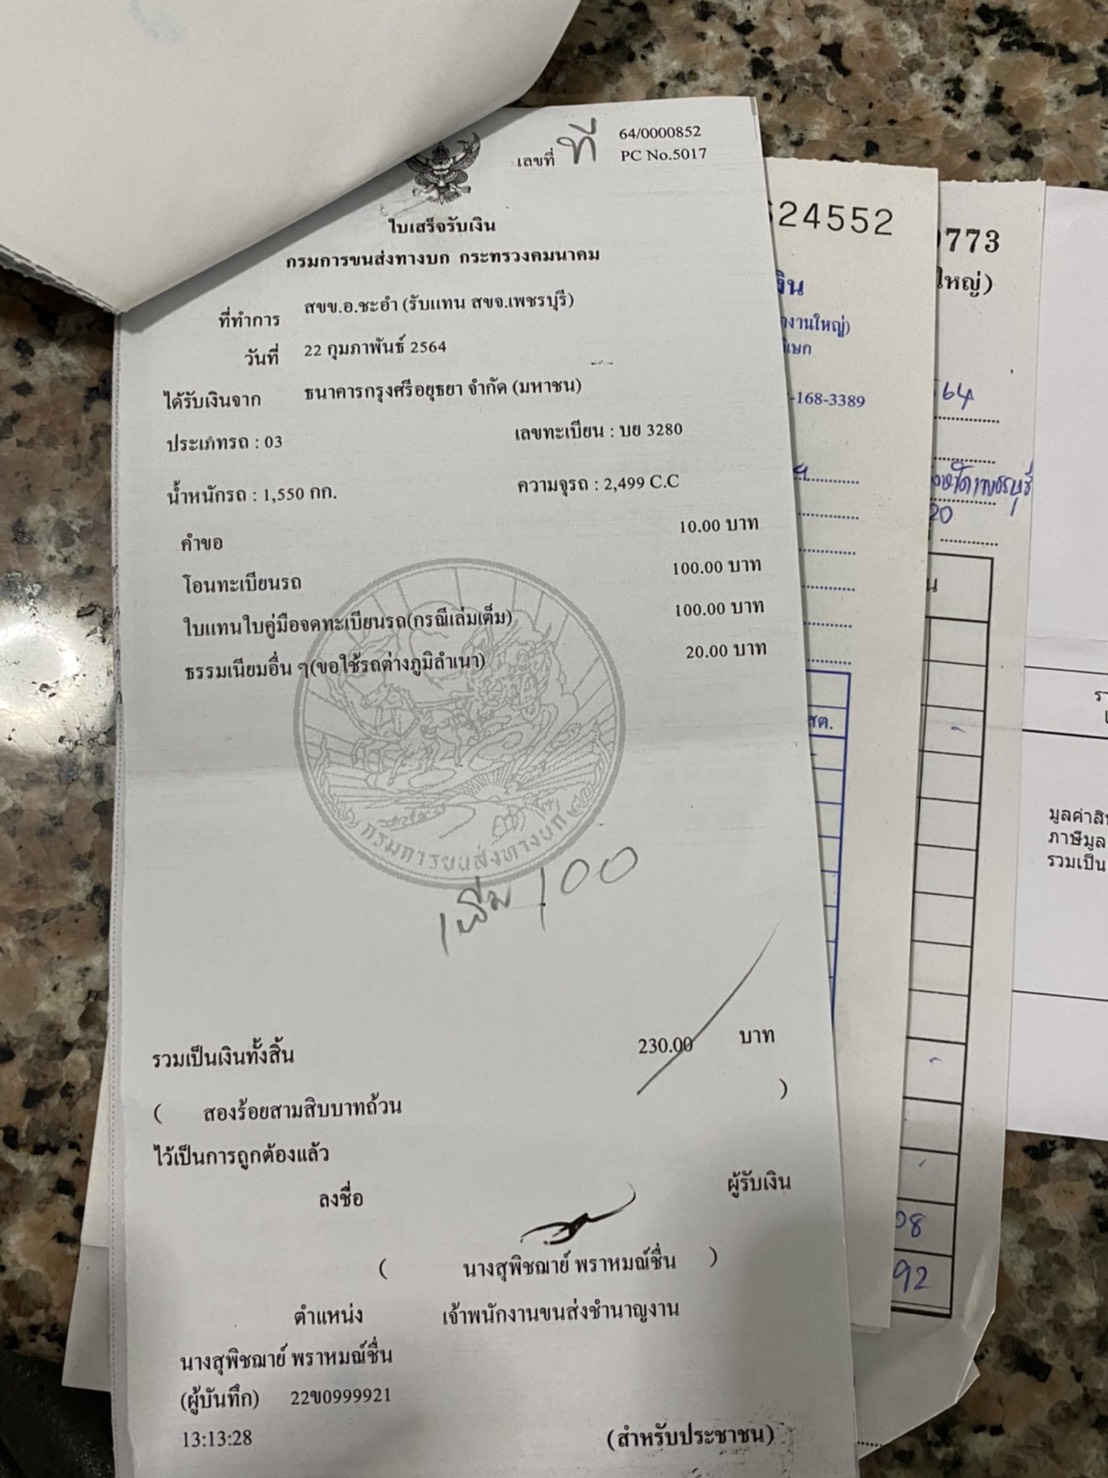 เลขที่ ที่ 64/0000852
PC No.5017
ใบเสร็จรับเงิน
กรมการขนส่งทางบก กระทรวงคมนาคม
ที่ทำการ สขข.อ.ชะอำ (รับแทน สขจ.เพชรบุรี)
วันที่ 22 กุมภาพันธ์ 2564
ได้รับเงินจาก ธนาคารกรุงศรีอยุธยา จำกัด (มหาชน)
ประเภทรถ : 03 เลขทะเบียน : บย 3280
น้ำหนักรถ : 1,550 กก. ความจุรถ : 2,499 C.C
คำขอ 10.00 บาท
โอนทะเบียนรถ 100.00 บาท
ใบแทนใบคู่มือจดทะเบียนรถ(กรณีเล่มเต็ม) 100.00 บาท
ธรรมเนียมอื่น ๆ(ขอใช้รถต่างภูมิลำเนา) 20.00 บาท
กรมการขนส่งทางบก
เพิ่ม 100
รวมเป็นเงินทั้งสิ้น 230.00 บาท
( สองร้อยสามสิบบาทถ้วน )
ไว้เป็นการถูกต้องแล้ว
ลงชื่อ ผู้รับเงิน
( นางสุพิชฌาย์ พราหมณ์ชื่น )
ตำแหน่ง เจ้าพนักงานขนส่งชำนาญงาน
นางสุพิชฌาย์ พราหมณ์ชื่น
(ผู้บันทึก) 22ข0999921
13:13:28 (สำหรับประชาชน)
24552
งานใหญ่)
-168-3389
สต.
0773
ใหญ่)
64
20
08
92
มูลค่าสิน
ภาษีมูล
รวมเป็น